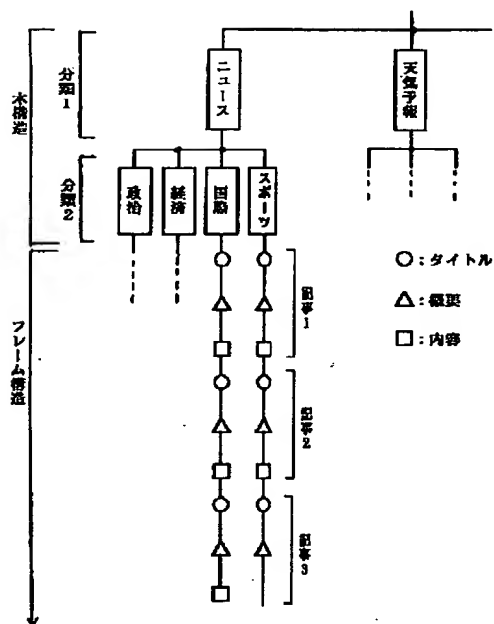 木構造
フレーム構造
分類1
分類2
ニュース
天気予報
政治
経済
国際
スポーツ
記事1
記事2
記事3
○:タイトル
△:概要
□:内容